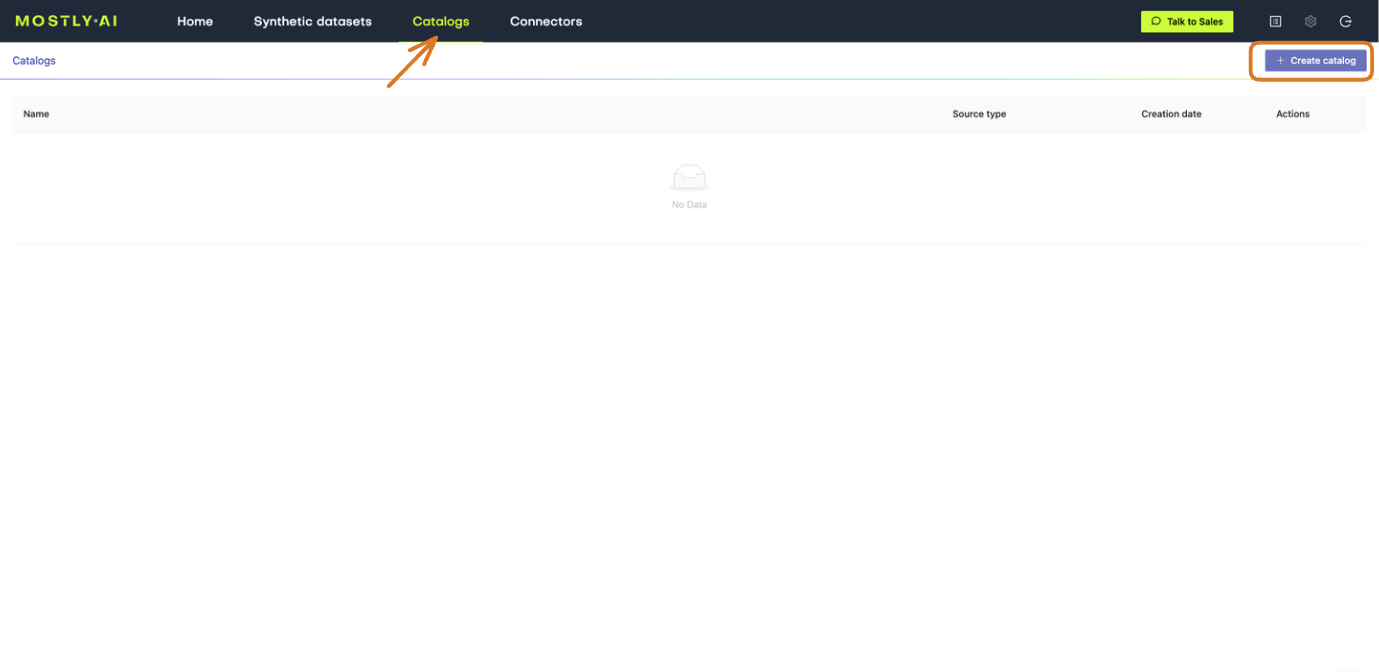 MOSTLY·AI Home Synthetic datasets Catalogs Connectors Talk to Sales
Catalogs + Create catalog
Name Source type Creation date Actions
No Data